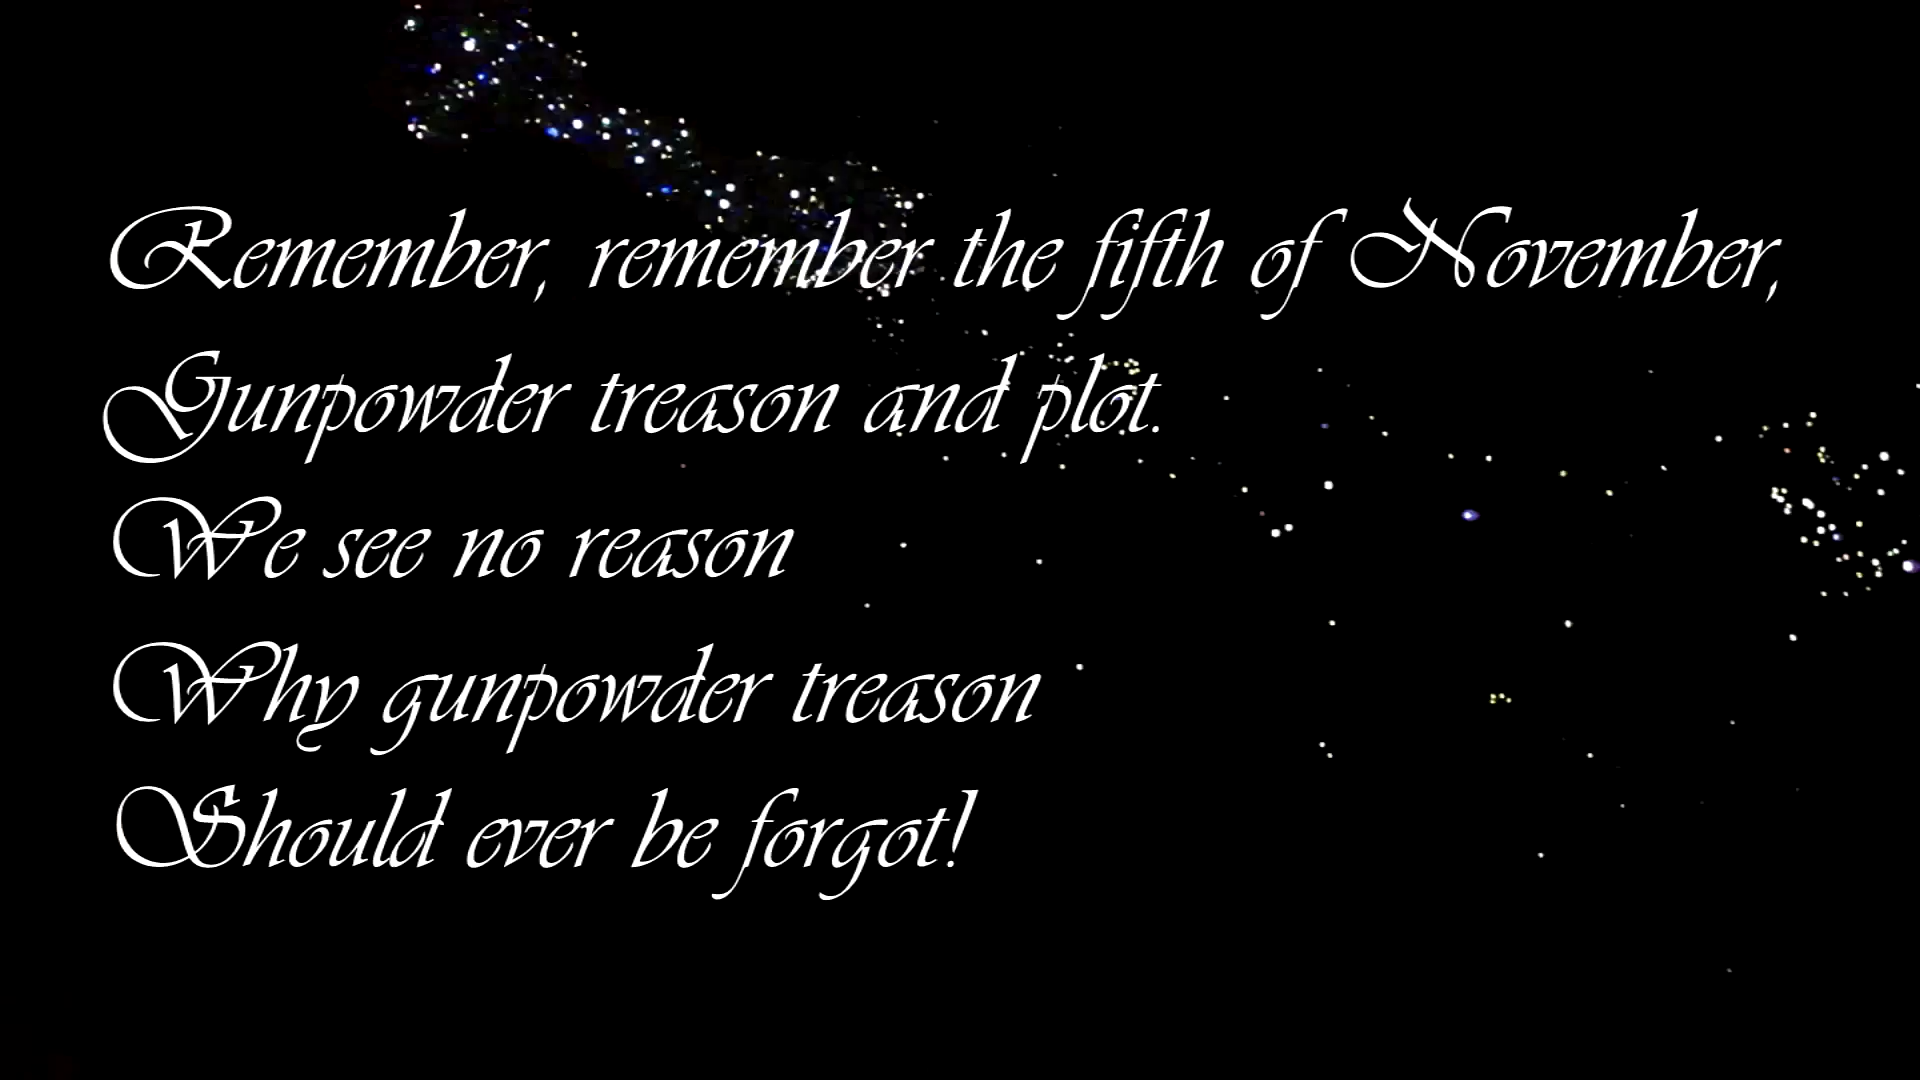 Remember, remember the fifth of November,
Gunpowder treason and plot.
We see no reason
Why gunpowder treason
Should ever be forgot!